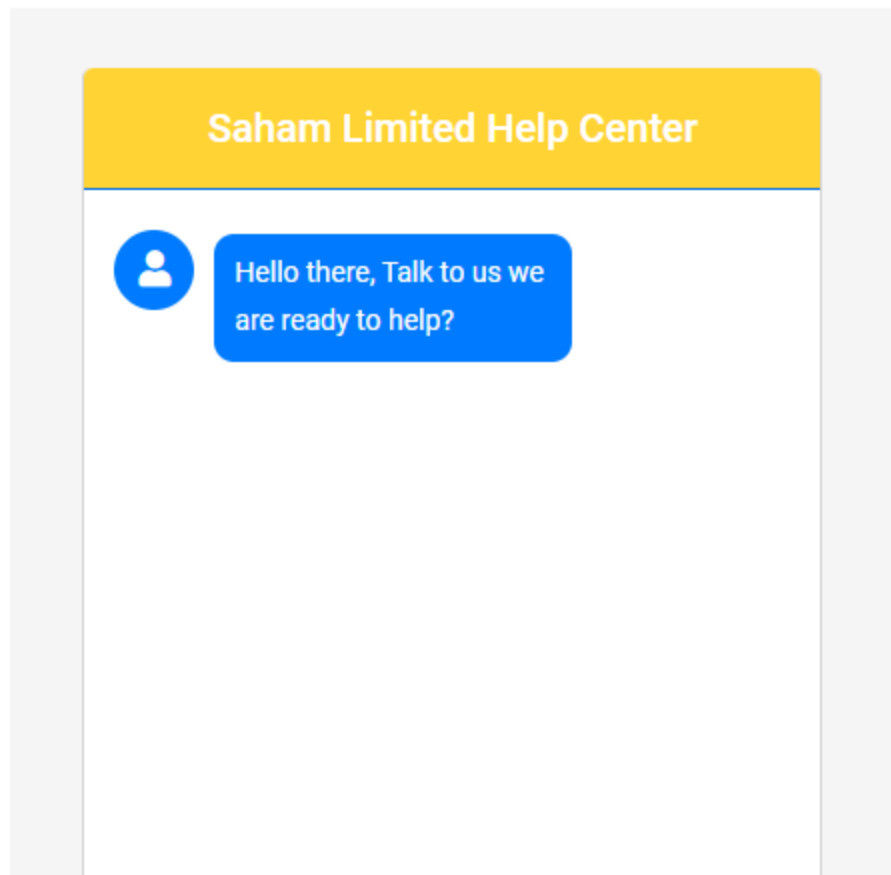 Saham Limited Help Center
Hello there, Talk to us we
are ready to help?